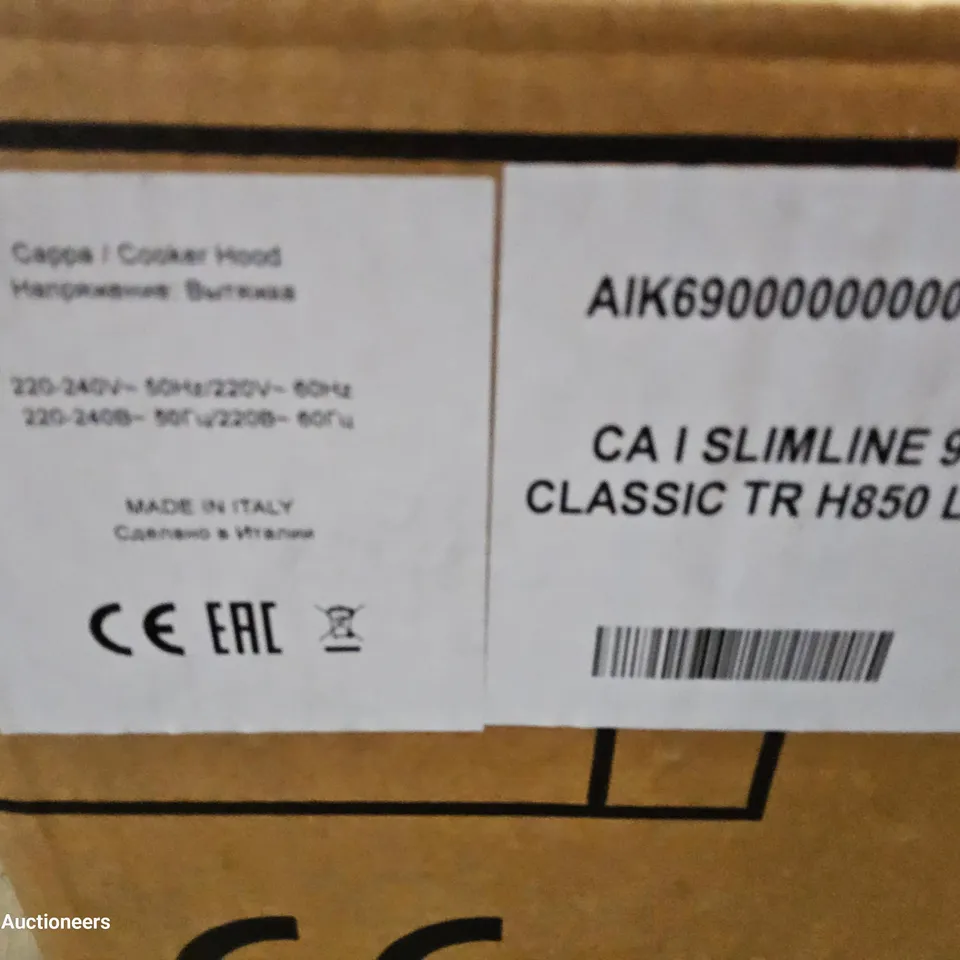 Cappa / Cooker Hood
Напряжение: Вытяжка
220-240V~ 50Hz/220V~ 60Hz
220-240В~ 50Гц/220В~ 60Гц
MADE IN ITALY
Сделано в Италии
CE EAC
AIK69000000000
CA I SLIMLINE 9
CLASSIC TR H850 L
Auctioneers
CE